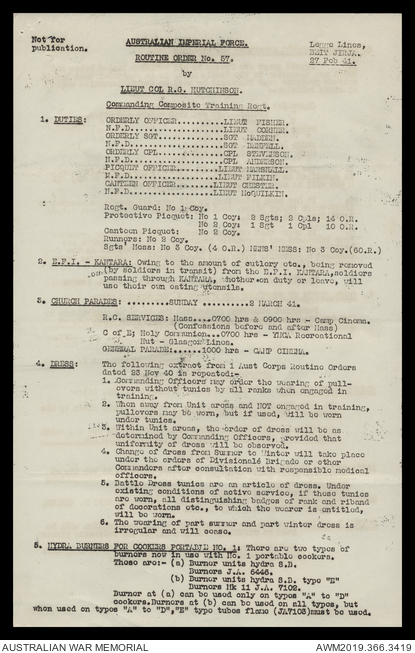 Not for
publication.
AUSTRALIAN IMPERIAL FORCE.
Legge Lines,
BEIT JIRJA.
27 Feb 41.
ROUTINE ORDER No. 57.
by
LIEUT COL R.G. HUTCHINSON.
Commanding Composite Training Regt.
1. DUTIES: ORDERLY OFFICER...........LIEUT FISHER.
N.F.D......................LIEUT CORNER.
ORDERLY SGT...............SGT
N.F.D......................SGT
ORDERLY CPL...............CPL STEVENSON.
N.F.D......................CPL ANDERSON.
PICQUET OFFICER...........LIEUT MARSHALL.
N.F.D......................LIEUT
CANTEEN OFFICER...........LIEUT CHESTER.
N.F.D......................LIEUT McQUILKIN.
Regt. Guard: No 1 Coy.
Protective Picquet: No 1 Coy: 2 Sgts; 2 Cpls; 16 O.R.
No 2 Coy: 1 Sgt 1 Cpl 10 O.R.
Canteen Picquet: No 2 Coy.
Runners: No 2 Coy.
Sgts' Mess: No 3 Coy. (4 O.R.) MENS' MESS: No 3 Coy.(60.R.)
2. E.F.I. - KANTARA: Owing to the amount of cutlery etc., being removed
(by soldiers in transit) from the E.F.I. KANTARA,soldiers
passing through KANTARA, whether on duty or leave, will
use their own eating utensils.
3. CHURCH PARADES: ........SUNDAY .........2 MARCH 41.
R.C. SERVICES: Mass....0700 hrs & 0900 hrs - Camp Cinema.
(Confessions before and after Mass)
C of E; Holy Communion...0700 hrs - YMCA Recreational
Hut - Glasgow Lines.
GENERAL PARADE:......1000 hrs - CAMP CINEMA.
4. DRESS: The following extract from 1 Aust Corps Routine Orders
dated 23 Nov 40 is repeated:-
1. Commanding Officers may order the wearing of pull-
overs without tunics by all ranks when engaged in
training.
2. When away from Unit areas and NOT engaged in training,
pullovers may be worn, but if used, will be worn
under tunics.
3. Within Unit areas, the order of dress will be as
determined by Commanding Officers, provided that
uniformity of dress will be observed.
4. Change of dress from Summer to Winter will take place
under the orders of Divisional& Brigade or other
Commanders after consultation with responsible medical
officers.
5. Battle Dress tunics are an article of dress. Under
existing conditions of active service, if these tunics
are worn, all distinguishing badges of rank and riband
of decorations etc., to which the wearer is entitled,
will be worn.
6. The wearing of part summer and part winter dress is
irregular and will cease.
5. HYDRA BURNERS FOR COOKERS PORTABLE No. 1: There are two types of
burners now in use with No. 1 portable cookers.
These are:- (a) Burner units hydra S.D.
Burners J.A. 6446.
(b) Burner units hydra S.D. type "E"
Burners Mk 11 J.A. 7102.
Burner at (a) can be used only on types "A" to "D"
cookers.Burners at (b) can be used on all types, but
when used on types "A" to "D","E" type tubes flame (JA7103)must be used.
AUSTRALIAN WAR MEMORIAL
AWM2019.366.3419